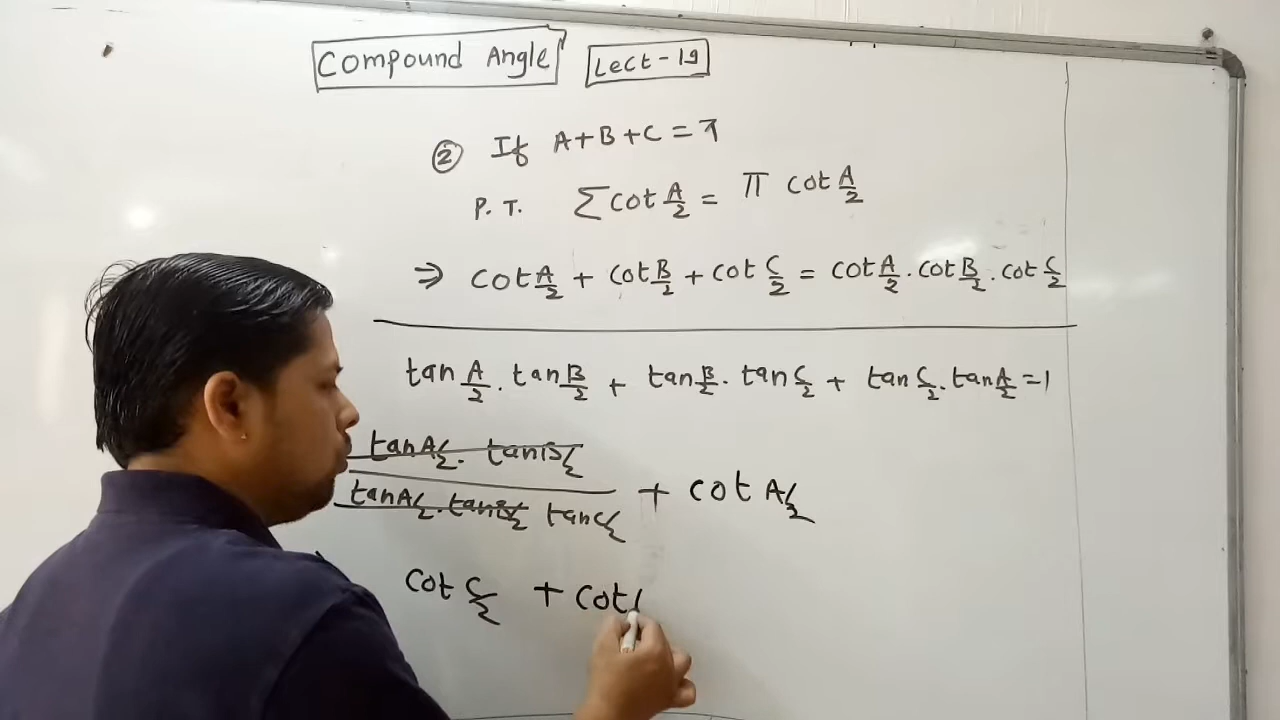 Compound Angle Lect-19
② If A+B+C = π
P.T. Σ cot A/2 = Π cot A/2
⇒ cot A/2 + cot B/2 + cot C/2 = cot A/2 . cot B/2 . cot C/2
tan A/2 . tan B/2 + tan B/2 . tan C/2 + tan C/2 . tan A/2 = 1
tan A/2 . tan B/2
tan A/2 . tan B/2 tan C/2 + cot A/2
cot C/2 + cot